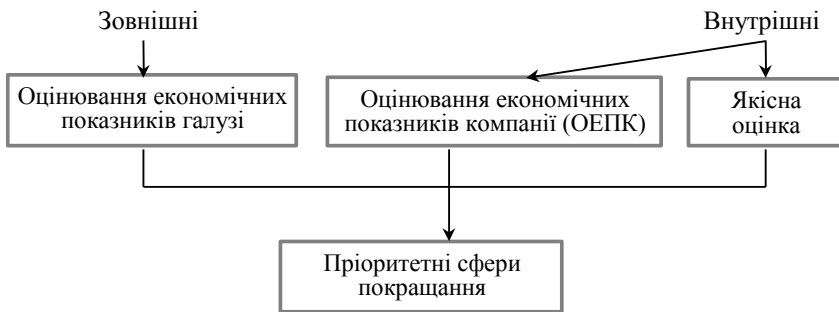 Зовнішні
Внутрішні
Оцінювання економічних
показників галузі
Оцінювання економічних
показників компанії (ОЕПК)
Якісна
оцінка
Пріоритетні сфери
покращання